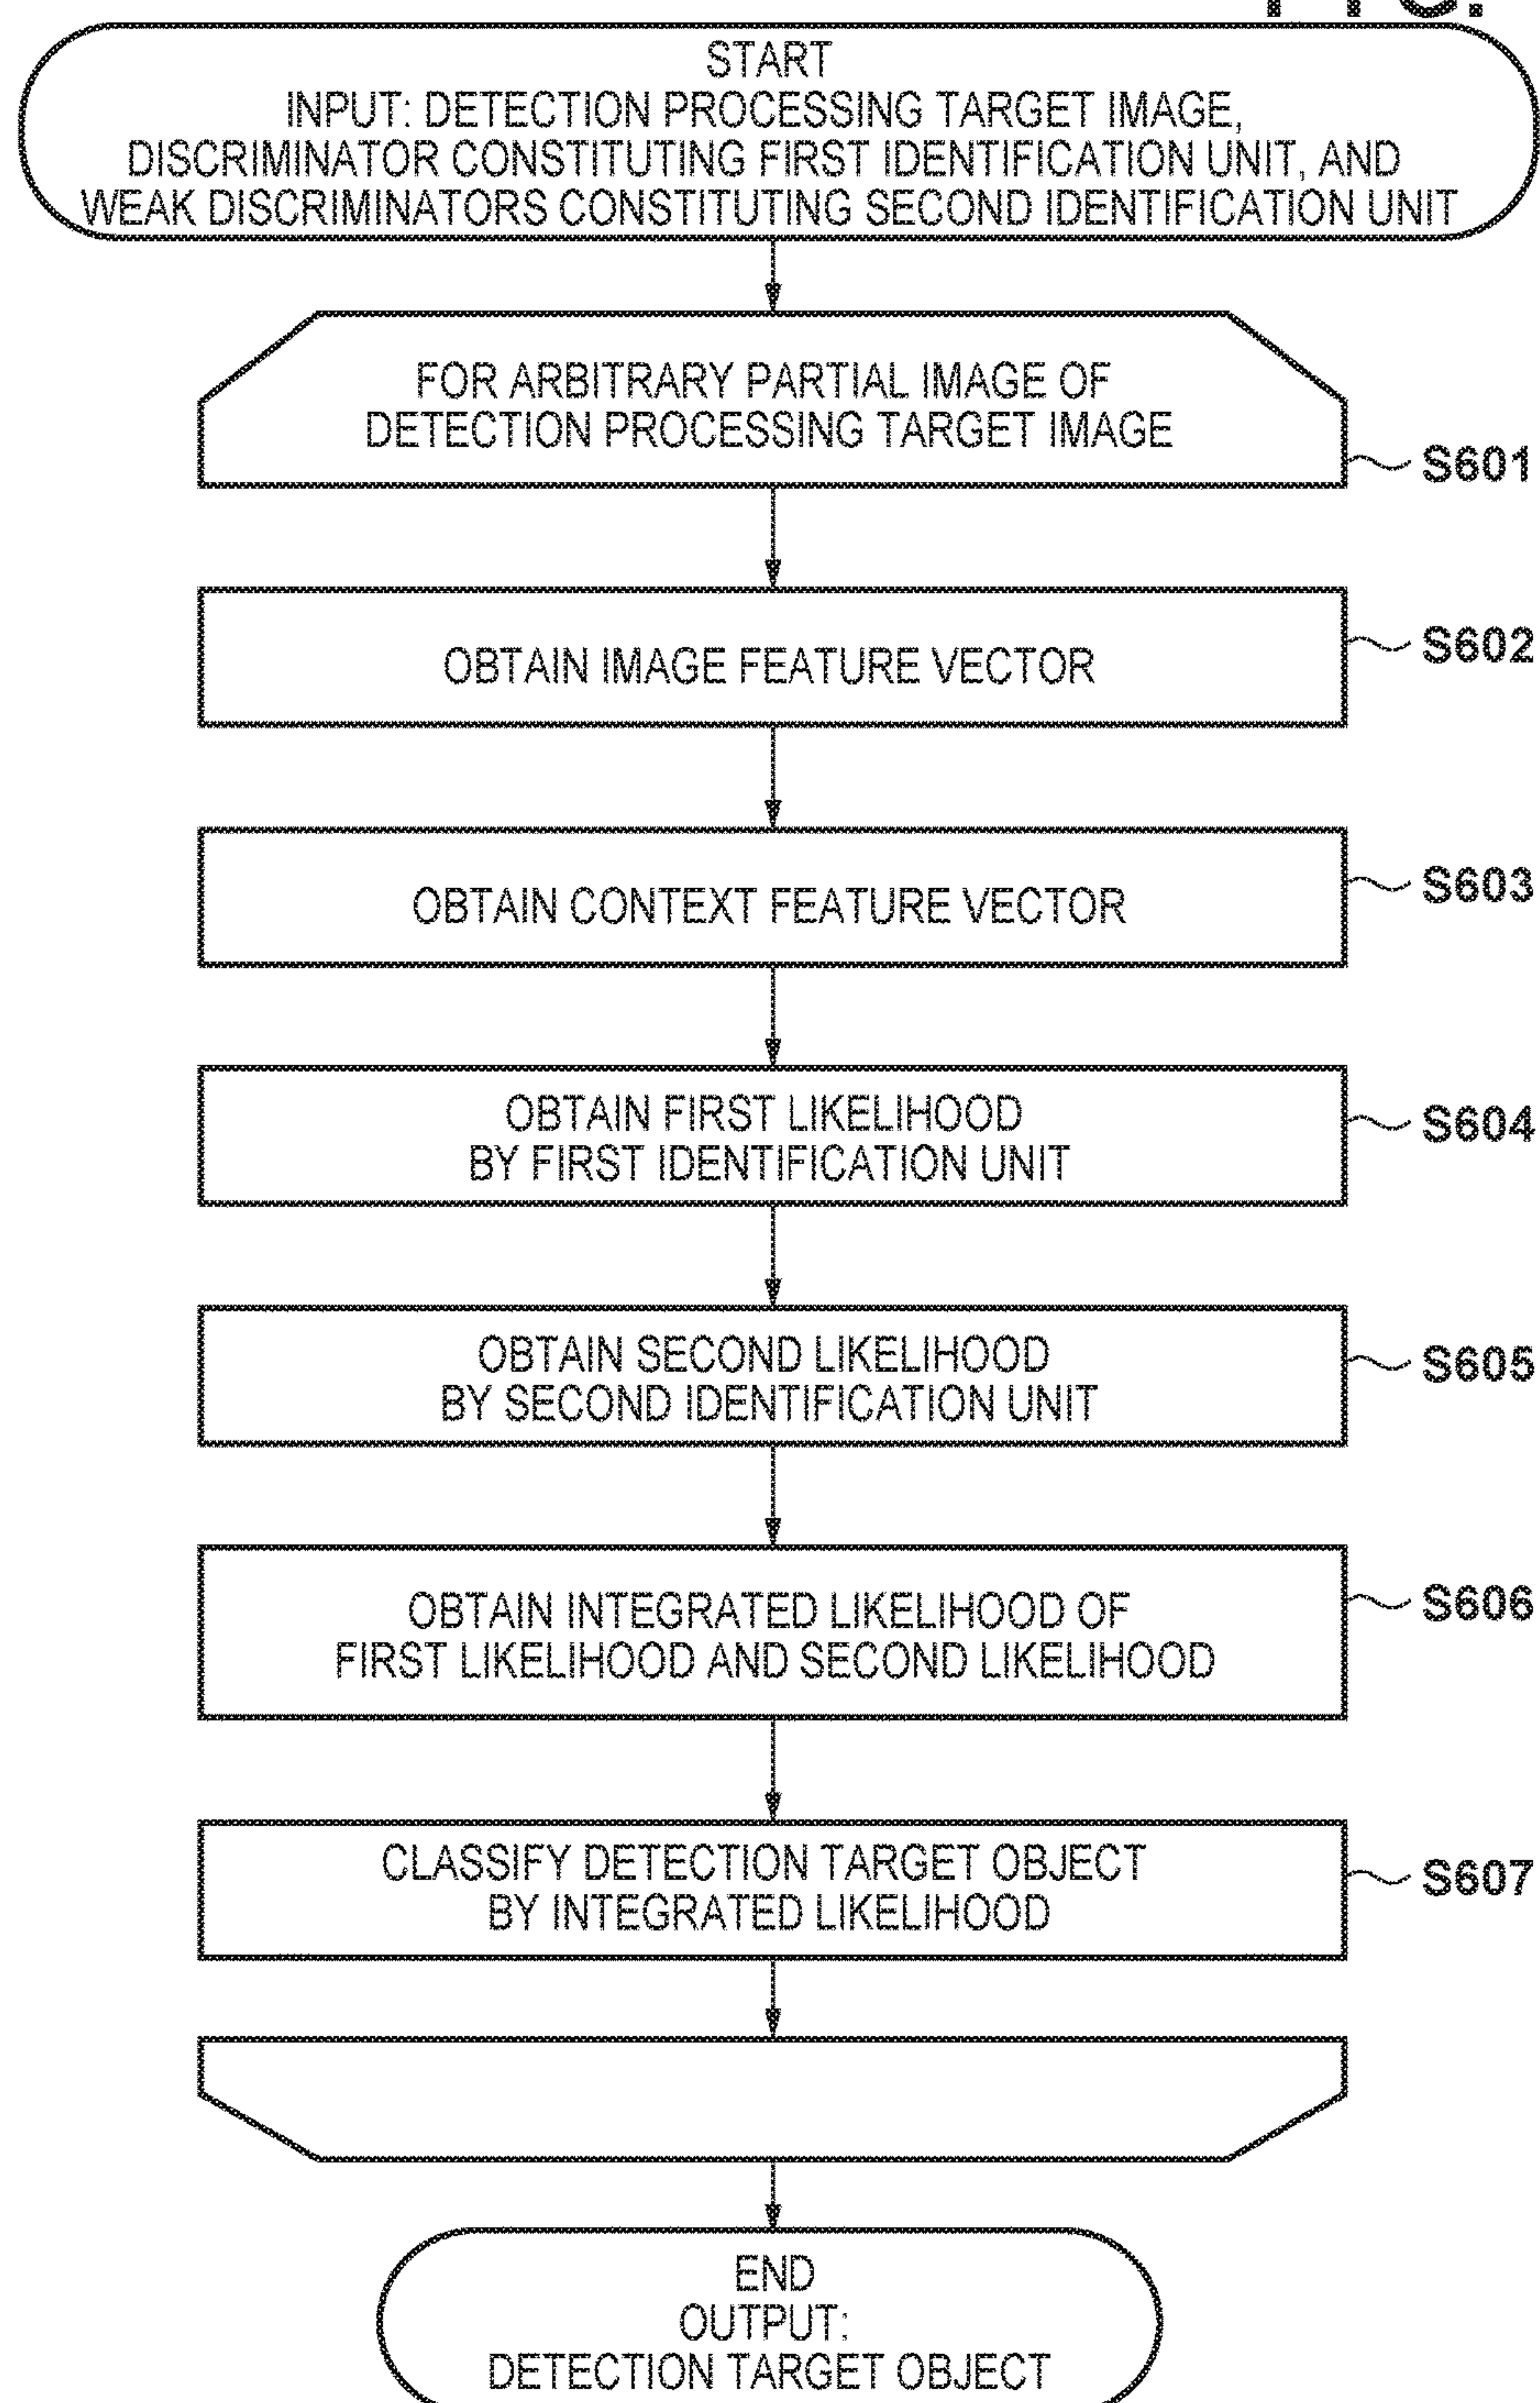 START
INPUT: DETECTION PROCESSING TARGET IMAGE,
DISCRIMINATOR CONSTITUTING FIRST IDENTIFICATION UNIT, AND
WEAK DISCRIMINATORS CONSTITUTING SECOND IDENTIFICATION UNIT
FOR ARBITRARY PARTIAL IMAGE OF
DETECTION PROCESSING TARGET IMAGE
S601
OBTAIN IMAGE FEATURE VECTOR
S602
OBTAIN CONTEXT FEATURE VECTOR
S603
OBTAIN FIRST LIKELIHOOD
BY FIRST IDENTIFICATION UNIT
S604
OBTAIN SECOND LIKELIHOOD
BY SECOND IDENTIFICATION UNIT
S605
OBTAIN INTEGRATED LIKELIHOOD OF
FIRST LIKELIHOOD AND SECOND LIKELIHOOD
S606
CLASSIFY DETECTION TARGET OBJECT
BY INTEGRATED LIKELIHOOD
S607
END
OUTPUT:
DETECTION TARGET OBJECT